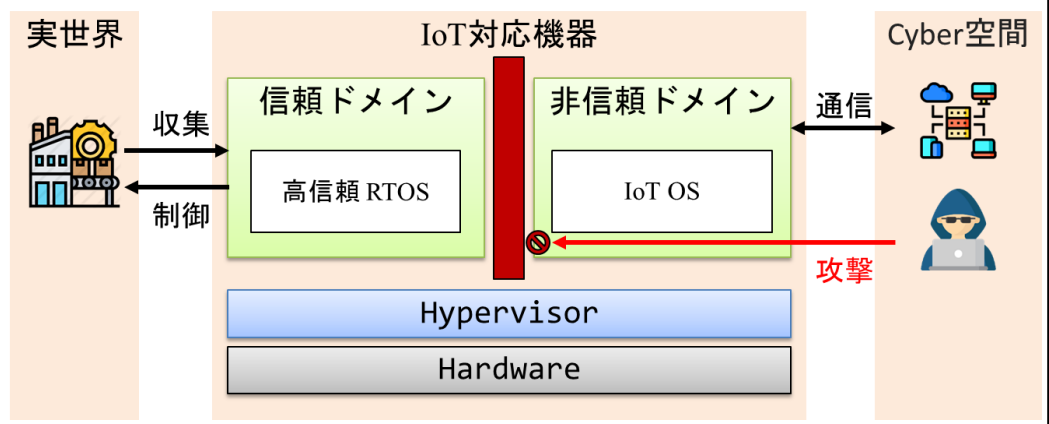 実世界
IoT対応機器
Cyber空間
信頼ドメイン
非信頼ドメイン
収集
通信
高信頼 RTOS
IoT OS
制御
攻撃
Hypervisor
Hardware